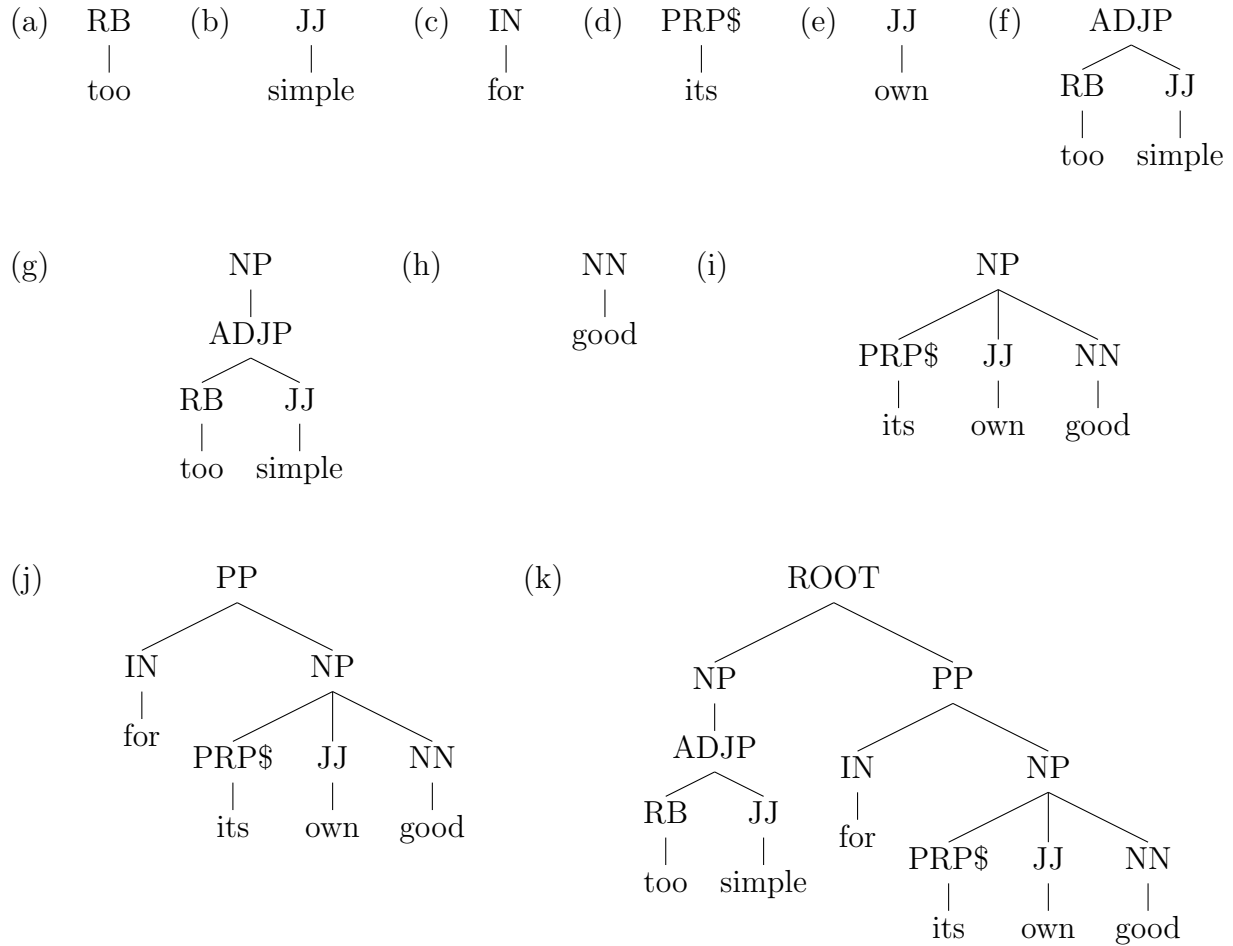 (a) RB (b) JJ (c) IN (d) PRP$ (e) JJ (f) ADJP
too simple for its own RB JJ
too simple
(g) NP (h) NN (i) NP
ADJP good PRP$ JJ NN
RB JJ its own good
too simple
(j) PP (k) ROOT
IN NP NP PP
for PRP$ JJ NN ADJP IN NP
its own good RB JJ for PRP$ JJ NN
too simple its own good